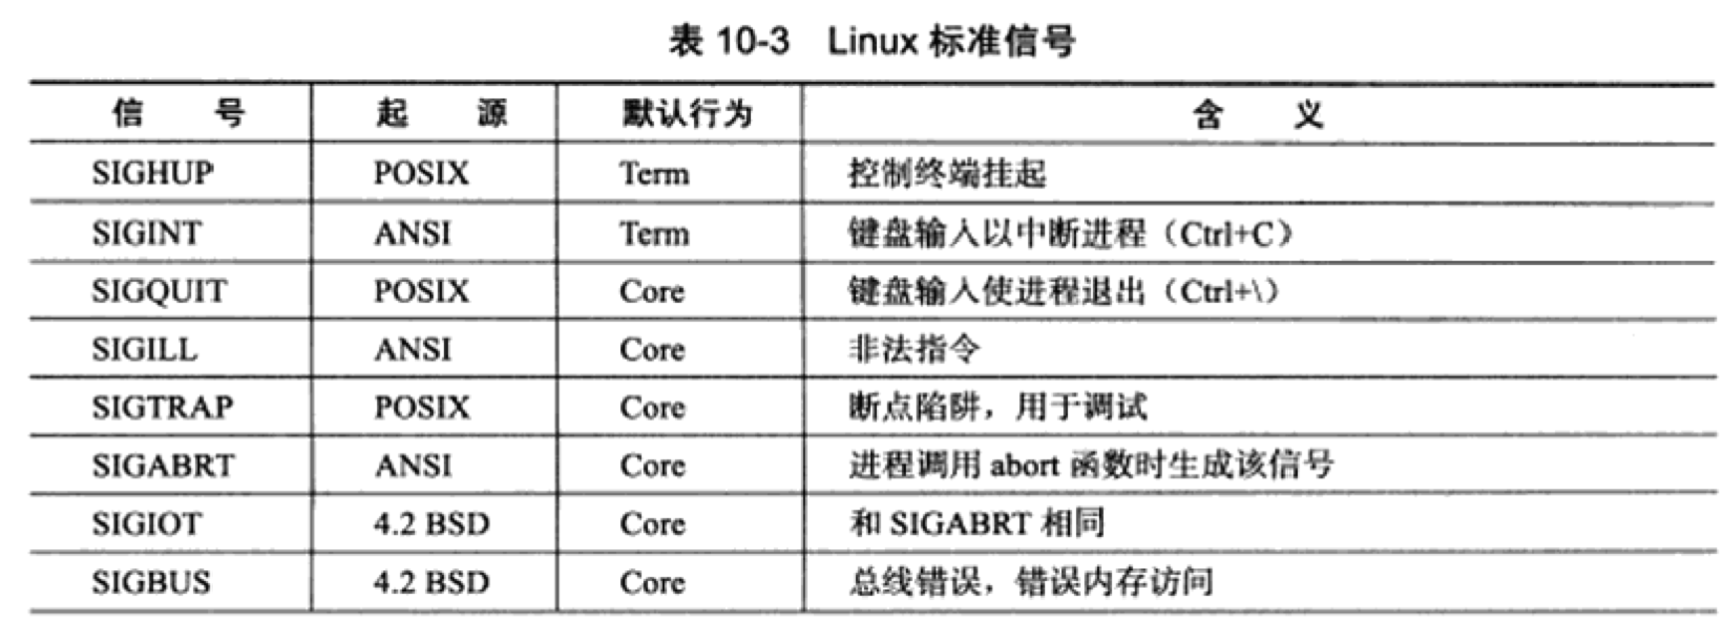 表 10-3 Linux 标准信号
信 号 起 源 默认行为 含 义
SIGHUP POSIX Term 控制终端挂起
SIGINT ANSI Term 键盘输入以中断进程（Ctrl+C）
SIGQUIT POSIX Core 键盘输入使进程退出（Ctrl+\）
SIGILL ANSI Core 非法指令
SIGTRAP POSIX Core 断点陷阱，用于调试
SIGABRT ANSI Core 进程调用 abort 函数时生成该信号
SIGIOT 4.2 BSD Core 和 SIGABRT 相同
SIGBUS 4.2 BSD Core 总线错误，错误内存访问